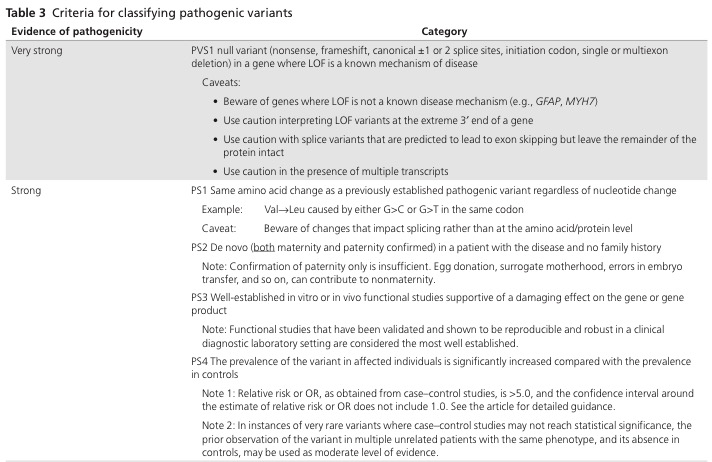 Table 3 Criteria for classifying pathogenic variants
Evidence of pathogenicity Category
Very strong PVS1 null variant (nonsense, frameshift, canonical ±1 or 2 splice sites, initiation codon, single or multiexon
deletion) in a gene where LOF is a known mechanism of disease
Caveats:
• Beware of genes where LOF is not a known disease mechanism (e.g., GFAP, MYH7)
• Use caution interpreting LOF variants at the extreme 3′ end of a gene
• Use caution with splice variants that are predicted to lead to exon skipping but leave the remainder of the
protein intact
• Use caution in the presence of multiple transcripts
Strong PS1 Same amino acid change as a previously established pathogenic variant regardless of nucleotide change
Example: Val→Leu caused by either G>C or G>T in the same codon
Caveat: Beware of changes that impact splicing rather than at the amino acid/protein level
PS2 De novo (both maternity and paternity confirmed) in a patient with the disease and no family history
Note: Confirmation of paternity only is insufficient. Egg donation, surrogate motherhood, errors in embryo
transfer, and so on, can contribute to nonmaternity.
PS3 Well-established in vitro or in vivo functional studies supportive of a damaging effect on the gene or gene
product
Note: Functional studies that have been validated and shown to be reproducible and robust in a clinical
diagnostic laboratory setting are considered the most well established.
PS4 The prevalence of the variant in affected individuals is significantly increased compared with the prevalence
in controls
Note 1: Relative risk or OR, as obtained from case–control studies, is >5.0, and the confidence interval around
the estimate of relative risk or OR does not include 1.0. See the article for detailed guidance.
Note 2: In instances of very rare variants where case–control studies may not reach statistical significance, the
prior observation of the variant in multiple unrelated patients with the same phenotype, and its absence in
controls, may be used as moderate level of evidence.